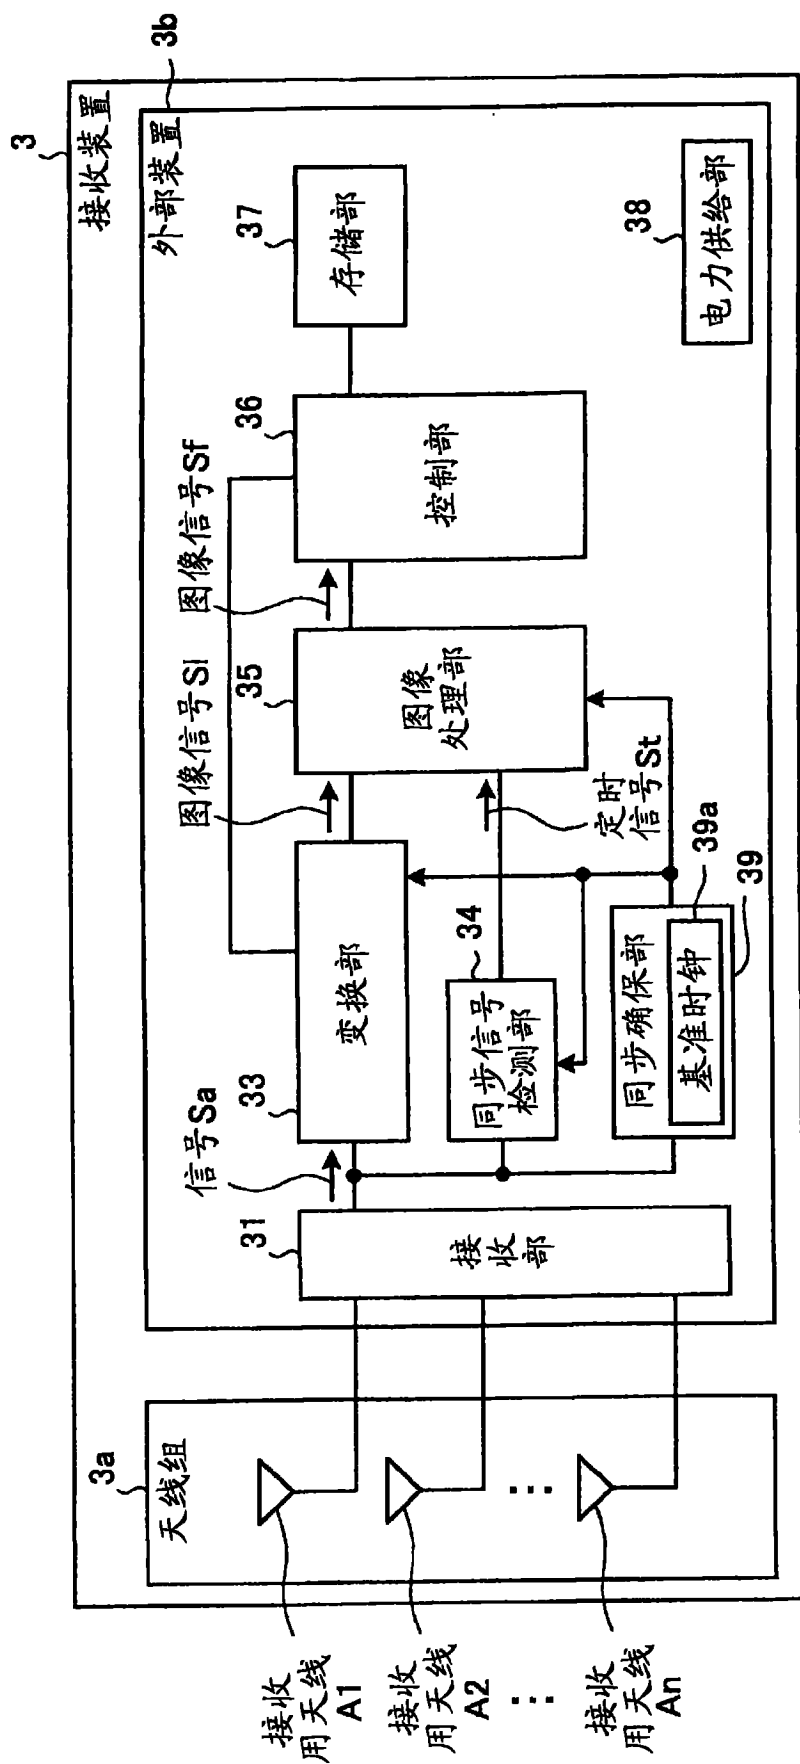 3
接收装置
3b
外部装置
3a
天线组
接收
用天线
A1
接收
用天线
A2
⋯
接收
用天线
An
⋯
31
接收部
信号Sa
33
变换部
34
同步信号
检测部
同步确保部
基准时钟
39a
39
图像信号Sl
35
图像
处理部
定时
信号St
图像信号Sf
36
控制部
37
存储部
38
电力供给部